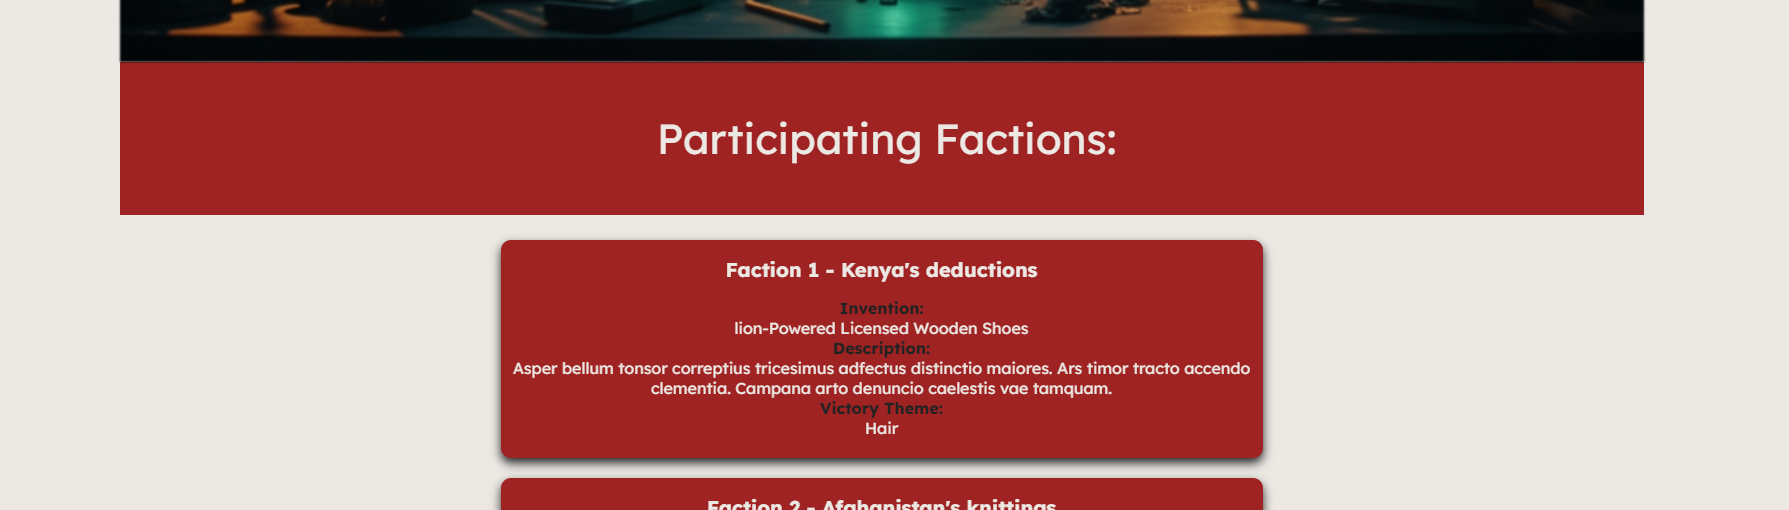 Participating Factions:
Faction 1 - Kenya's deductions
Invention:
lion-Powered Licensed Wooden Shoes
Description:
Asper bellum tonsor correptius tricesimus adfectus distinctio maiores. Ars timor tracto accendo
clementia. Campana arto denuncio caelestis vae tamquam.
Victory Theme:
Hair
Faction 2 - Afghanistan's knittings